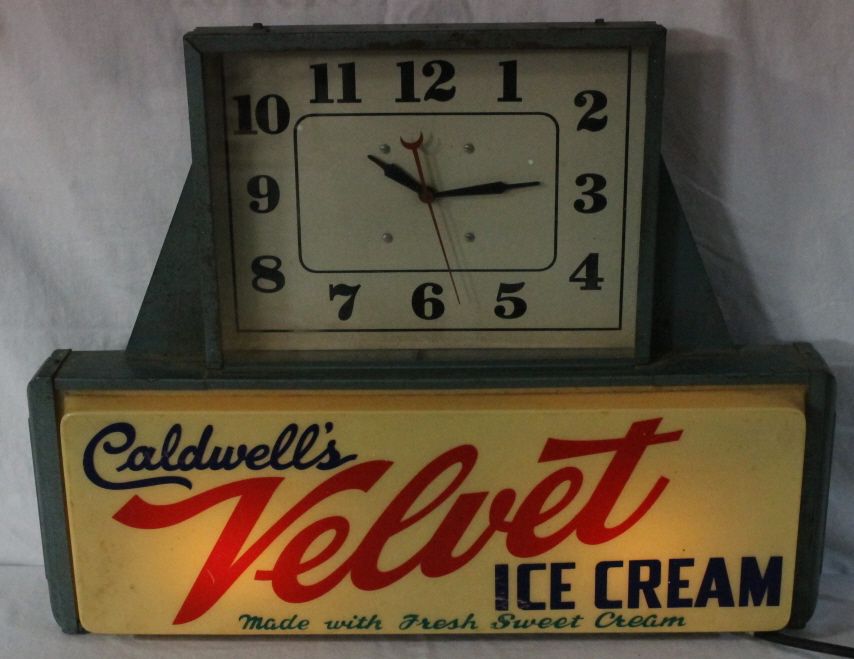 11 12 1
10 2
9 3
8 4
7 6 5
Caldwell's
Velvet
ICE CREAM
Made with Fresh Sweet Cream